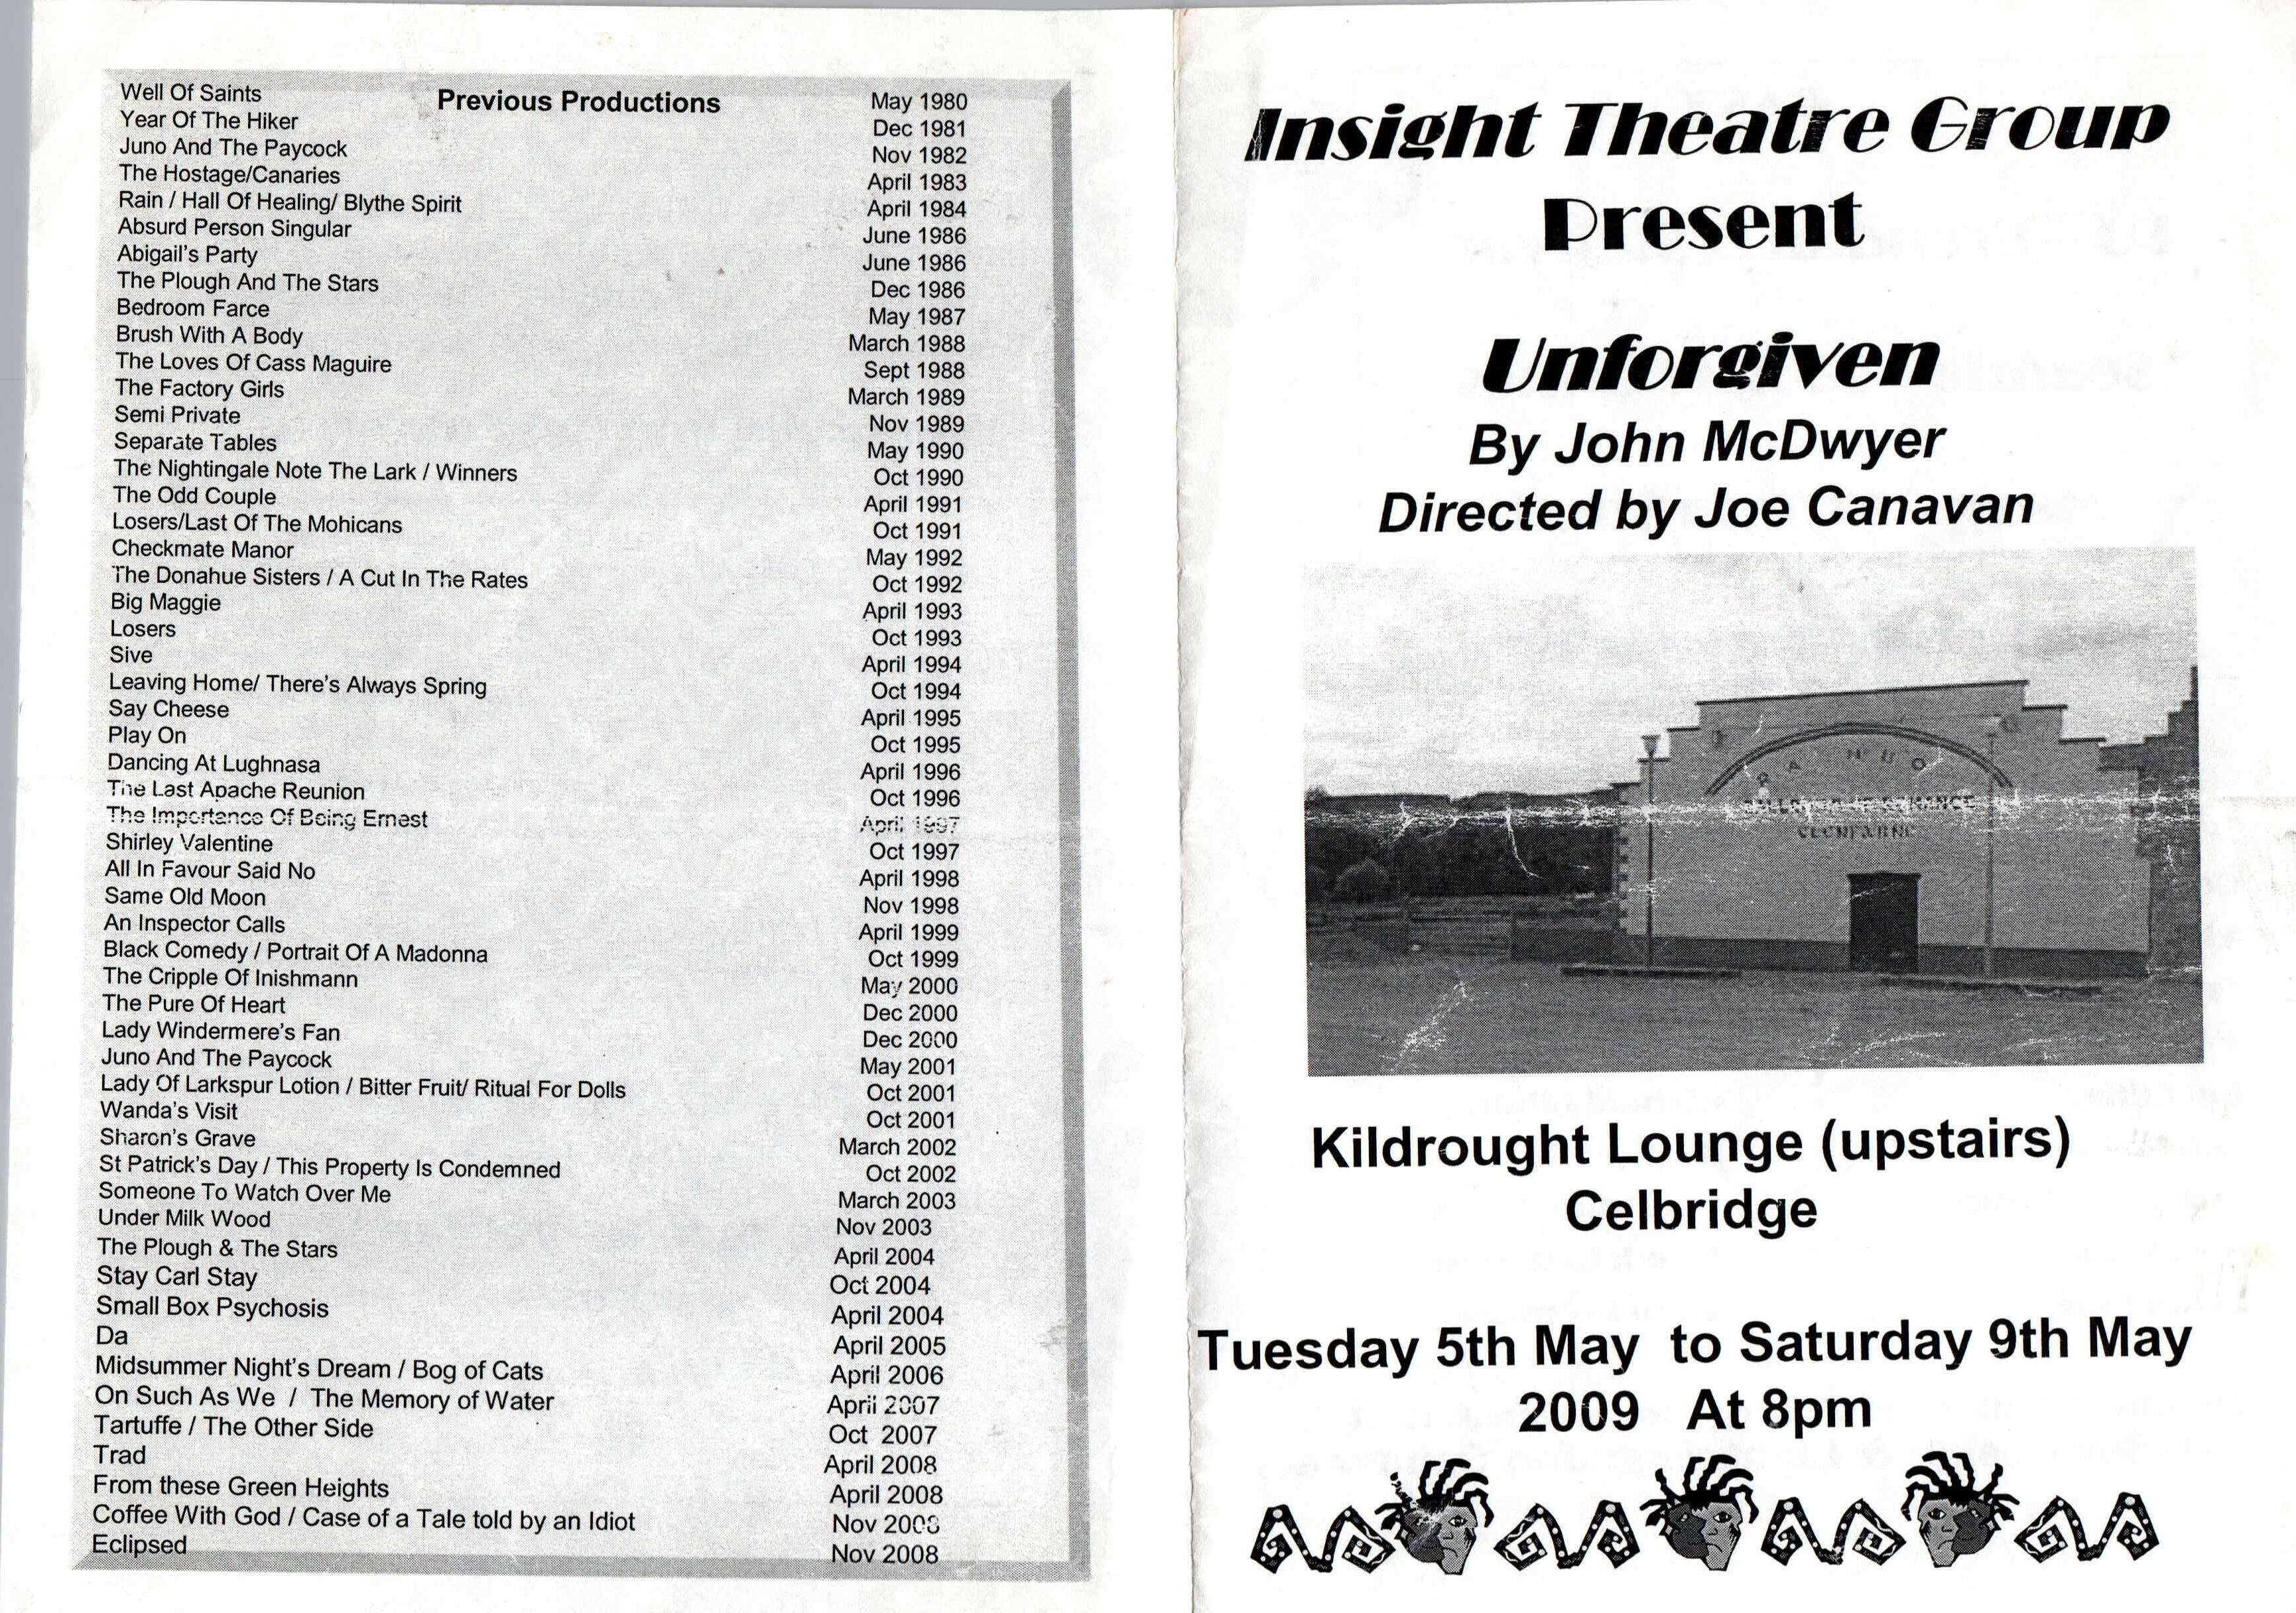 Previous Productions
Well Of Saints May 1980
Year Of The Hiker Dec 1981
Juno And The Paycock Nov 1982
The Hostage/Canaries April 1983
Rain / Hall Of Healing/ Blythe Spirit April 1984
Absurd Person Singular June 1986
Abigail's Party June 1986
The Plough And The Stars Dec 1986
Bedroom Farce May 1987
Brush With A Body March 1988
The Loves Of Cass Maguire Sept 1988
The Factory Girls March 1989
Semi Private Nov 1989
Separate Tables May 1990
The Nightingale Note The Lark / Winners Oct 1990
The Odd Couple April 1991
Losers/Last Of The Mohicans Oct 1991
Checkmate Manor May 1992
The Donahue Sisters / A Cut In The Rates Oct 1992
Big Maggie April 1993
Losers Oct 1993
Sive April 1994
Leaving Home/ There's Always Spring Oct 1994
Say Cheese April 1995
Play On Oct 1995
Dancing At Lughnasa April 1996
The Last Apache Reunion Oct 1996
The Importance Of Being Ernest April 1997
Shirley Valentine Oct 1997
All In Favour Said No April 1998
Same Old Moon Nov 1998
An Inspector Calls April 1999
Black Comedy / Portrait Of A Madonna Oct 1999
The Cripple Of Inishmann May 2000
The Pure Of Heart Dec 2000
Lady Windermere's Fan Dec 2000
Juno And The Paycock May 2001
Lady Of Larkspur Lotion / Bitter Fruit/ Ritual For Dolls Oct 2001
Wanda's Visit Oct 2001
Sharon's Grave March 2002
St Patrick's Day / This Property Is Condemned Oct 2002
Someone To Watch Over Me March 2003
Under Milk Wood Nov 2003
The Plough & The Stars April 2004
Stay Carl Stay Oct 2004
Small Box Psychosis April 2004
Da April 2005
Midsummer Night's Dream / Bog of Cats April 2006
On Such As We / The Memory of Water April 2007
Tartuffe / The Other Side Oct 2007
Trad April 2008
From these Green Heights April 2008
Coffee With God / Case of a Tale told by an Idiot Nov 2008
Eclipsed Nov 2008
Insight Theatre Group
Present
Unforgiven
By John McDwyer
Directed by Joe Canavan
GLENFARNE
Kildrought Lounge (upstairs)
Celbridge
Tuesday 5th May to Saturday 9th May
2009 At 8pm